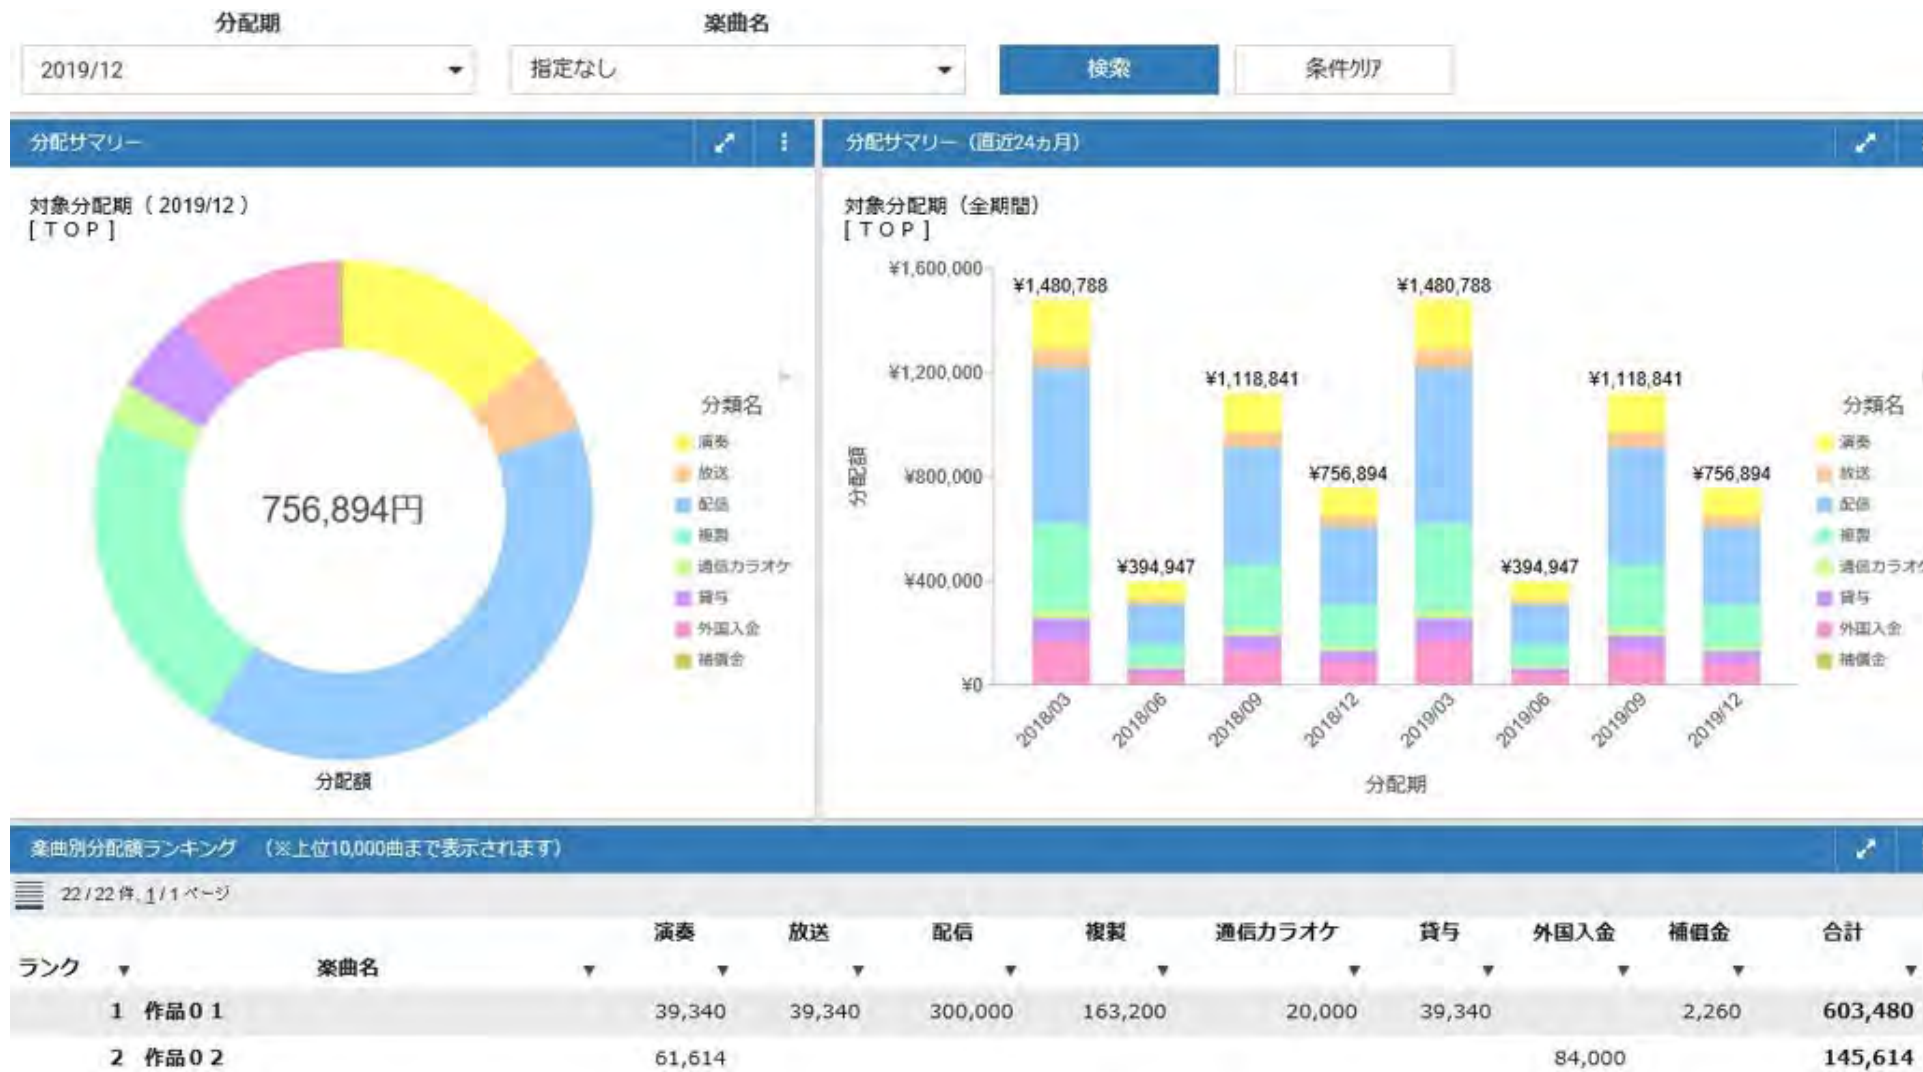 分配期 楽曲名
2019/12 指定なし 検索 条件クリア
分配サマリー
対象分配期（ 2019/12 ）
[ＴＯＰ]
756,894円
分配額
分類名
演奏
放送
配信
複製
通信カラオケ
貸与
外国入金
補償金
分配サマリー（直近24ヵ月）
対象分配期（全期間）
[ＴＯＰ]
¥1,600,000
¥1,200,000
¥800,000
¥400,000
¥0
分配額
¥1,480,788
¥394,947
¥1,118,841
¥756,894
¥1,480,788
¥394,947
¥1,118,841
¥756,894
2018/03 2018/06 2018/09 2018/12 2019/03 2019/06 2019/09 2019/12
分配期
分類名
演奏
放送
配信
複製
通信カラオケ
貸与
外国入金
補償金
楽曲別分配額ランキング （※上位10,000曲まで表示されます）
22 / 22 件, 1 / 1 ページ
演奏 放送 配信 複製 通信カラオケ 貸与 外国入金 補償金 合計
ランク ▼ 楽曲名 ▼ ▼ ▼ ▼ ▼ ▼ ▼ ▼ ▼ ▼
1 作品０１ 39,340 39,340 300,000 163,200 20,000 39,340 2,260 603,480
2 作品０２ 61,614 84,000 145,614